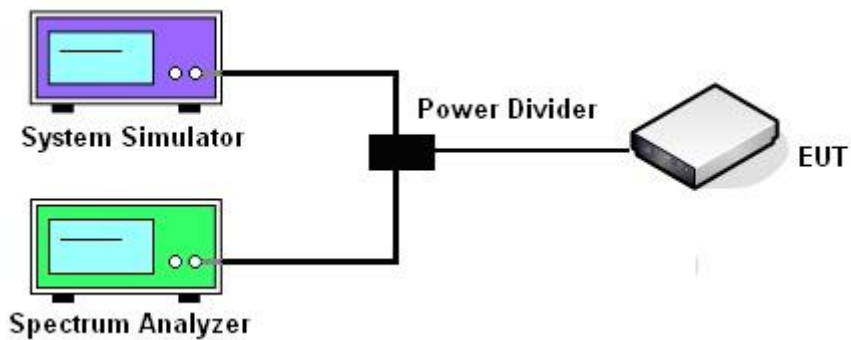 System Simulator
Power Divider
EUT
Spectrum Analyzer